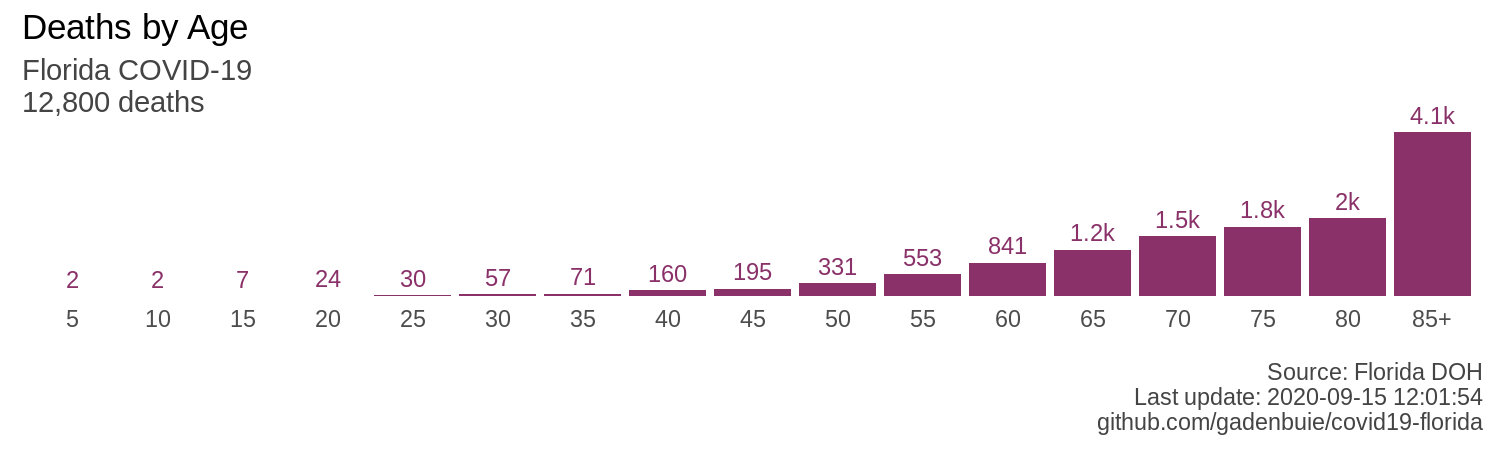 Deaths by Age
Florida COVID-19
12,800 deaths
2 2 7 24 30 57 71 160 195 331 553 841 1.2k 1.5k 1.8k 2k 4.1k
5 10 15 20 25 30 35 40 45 50 55 60 65 70 75 80 85+
Source: Florida DOH
Last update: 2020-09-15 12:01:54
github.com/gadenbuie/covid19-florida